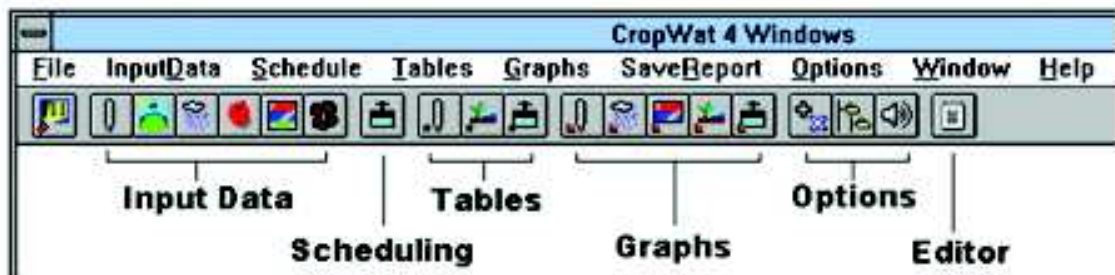 CropWat 4 Windows
File InputData Schedule Tables Graphs SaveReport Options Window Help
Input Data Tables Options
Scheduling Graphs Editor